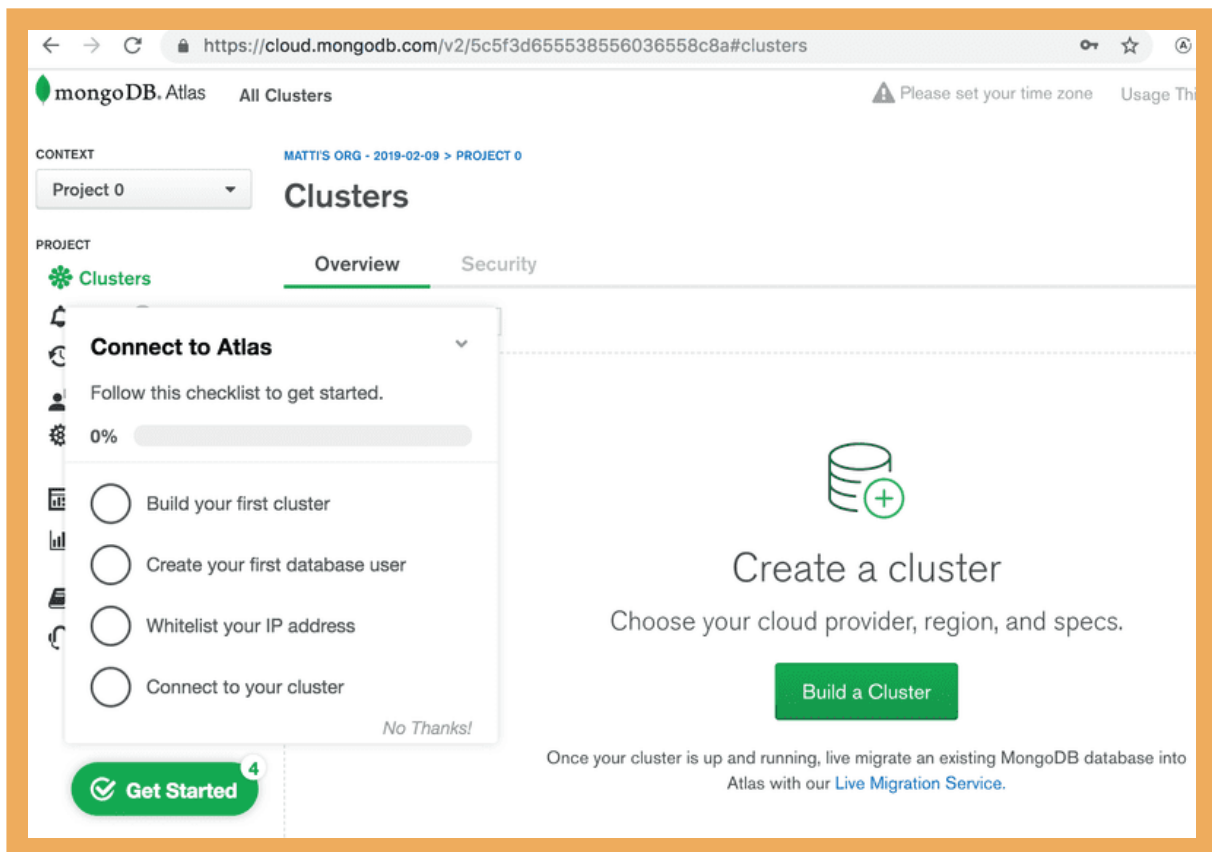 https://cloud.mongodb.com/v2/5c5f3d655538556036558c8a#clusters
mongoDB. Atlas
All Clusters
Please set your time zone
Usage Thi
CONTEXT
Project 0
MATTI'S ORG - 2019-02-09 > PROJECT 0
Clusters
PROJECT
Clusters
Overview
Security
Connect to Atlas
Follow this checklist to get started.
0%
Build your first cluster
Create your first database user
Whitelist your IP address
Connect to your cluster
No Thanks!
4
Get Started
Create a cluster
Choose your cloud provider, region, and specs.
Build a Cluster
Once your cluster is up and running, live migrate an existing MongoDB database into
Atlas with our Live Migration Service.